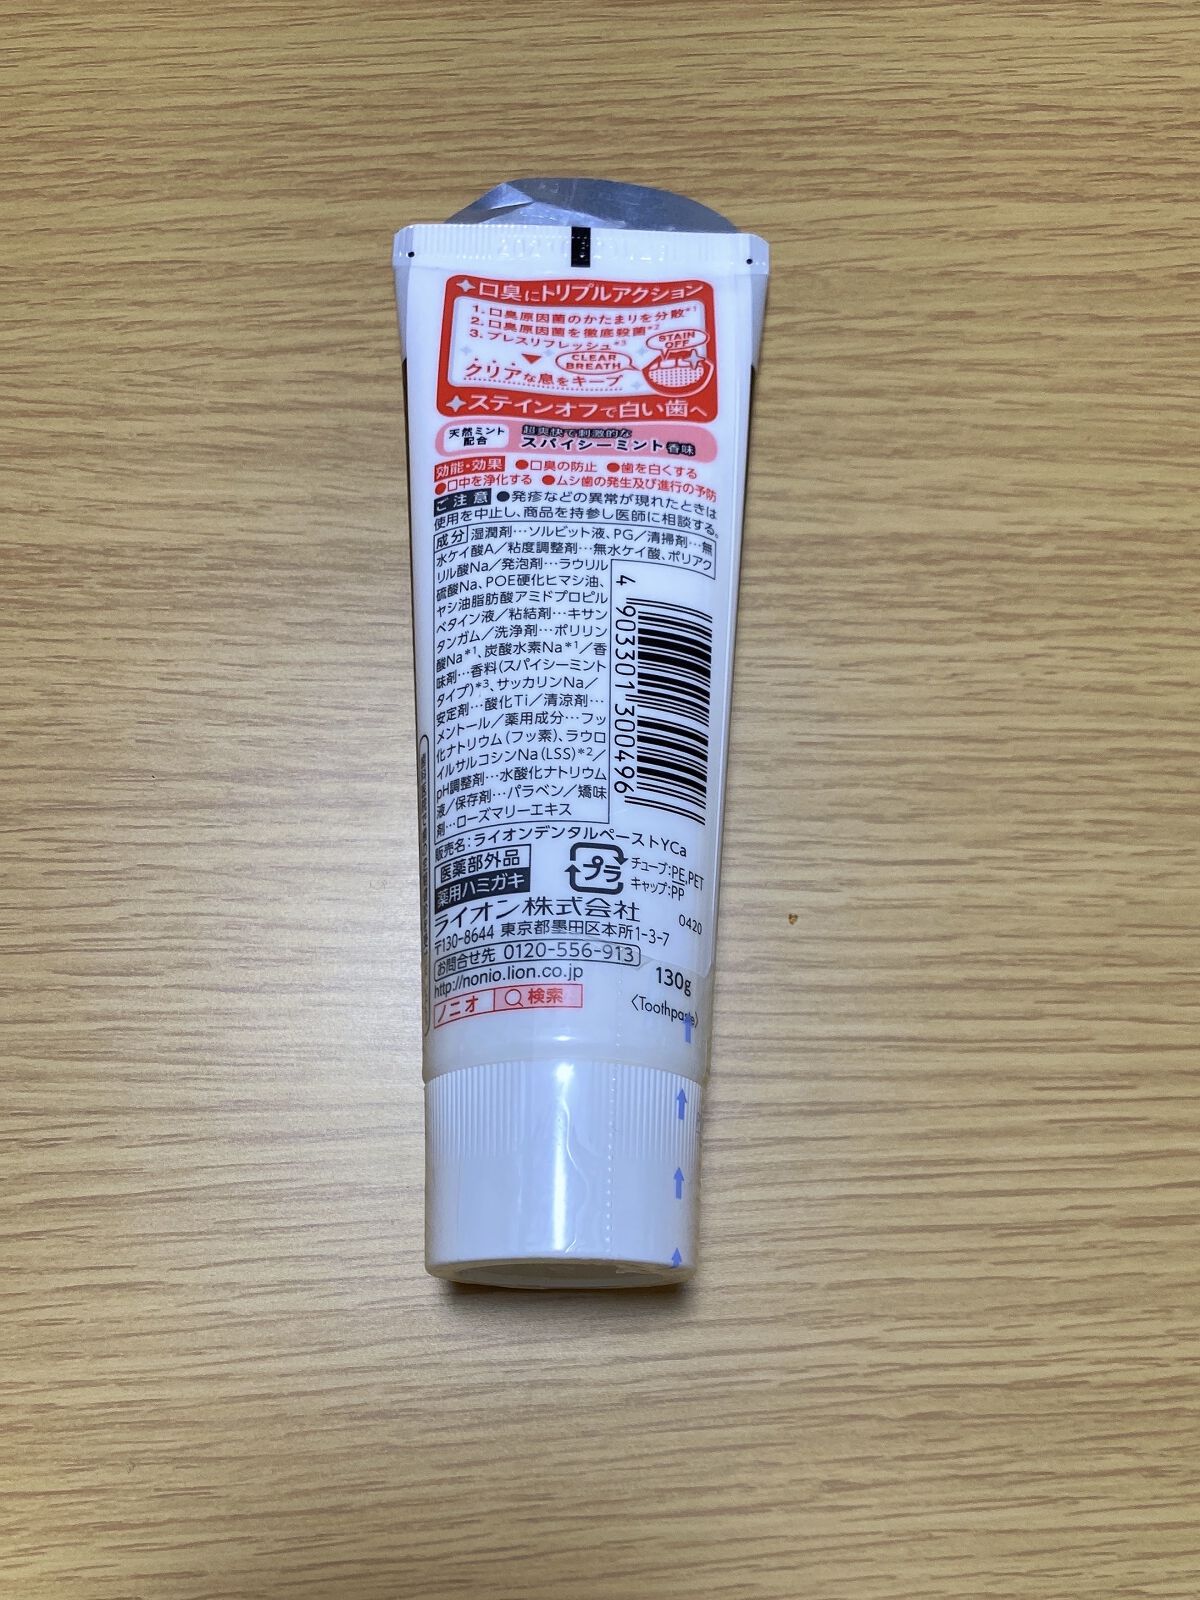 口臭にトリプルアクション
1. 口臭原因菌のかたまりを分散*1
2. 口臭原因菌を徹底殺菌*2
3. ブレスリフレッシュ*3
STAIN OFF
CLEAR BREATH
クリアな息をキープ
ステインオフで白い歯へ
天然ミント配合
超爽快で刺激的な
スパイシーミント香味
効能・効果 ●口臭の防止 ●歯を白くする
●口中を浄化する ●ムシ歯の発生及び進行の予防
ご注意 ●発疹などの異常が現れたときは
使用を中止し、商品を持参し医師に相談する。
成分 湿潤剤…ソルビット液、PG/清掃剤…無
水ケイ酸A/粘度調整剤…無水ケイ酸、ポリアク
リル酸Na/発泡剤…ラウリル
硫酸Na、POE硬化ヒマシ油、
ヤシ油脂肪酸アミドプロピル
ベタイン液/粘結剤…キサン
タンガム/洗浄剤…ポリリン
酸Na*1、炭酸水素Na*1/香
味剤…香料(スパイシーミント
タイプ)*3、サッカリンNa/
安定剤…酸化Ti/清涼剤…
メントール/薬用成分…フッ
化ナトリウム(フッ素)、ラウロ
イルサルコシンNa(LSS)*2/
pH調整剤…水酸化ナトリウム
液/保存剤…パラベン/矯味
剤…ローズマリーエキス
4 903301 300496
販売名:ライオンデンタルペーストYCa
医薬部外品
薬用ハミガキ
プラ
チューブ:PE,PET
キャップ:PP
ライオン株式会社
0420
〒130-8644 東京都墨田区本所1-3-7
お問合せ先 0120-556-913
http://nonio.lion.co.jp
130g
ノニオ 検索
〈Toothpaste〉